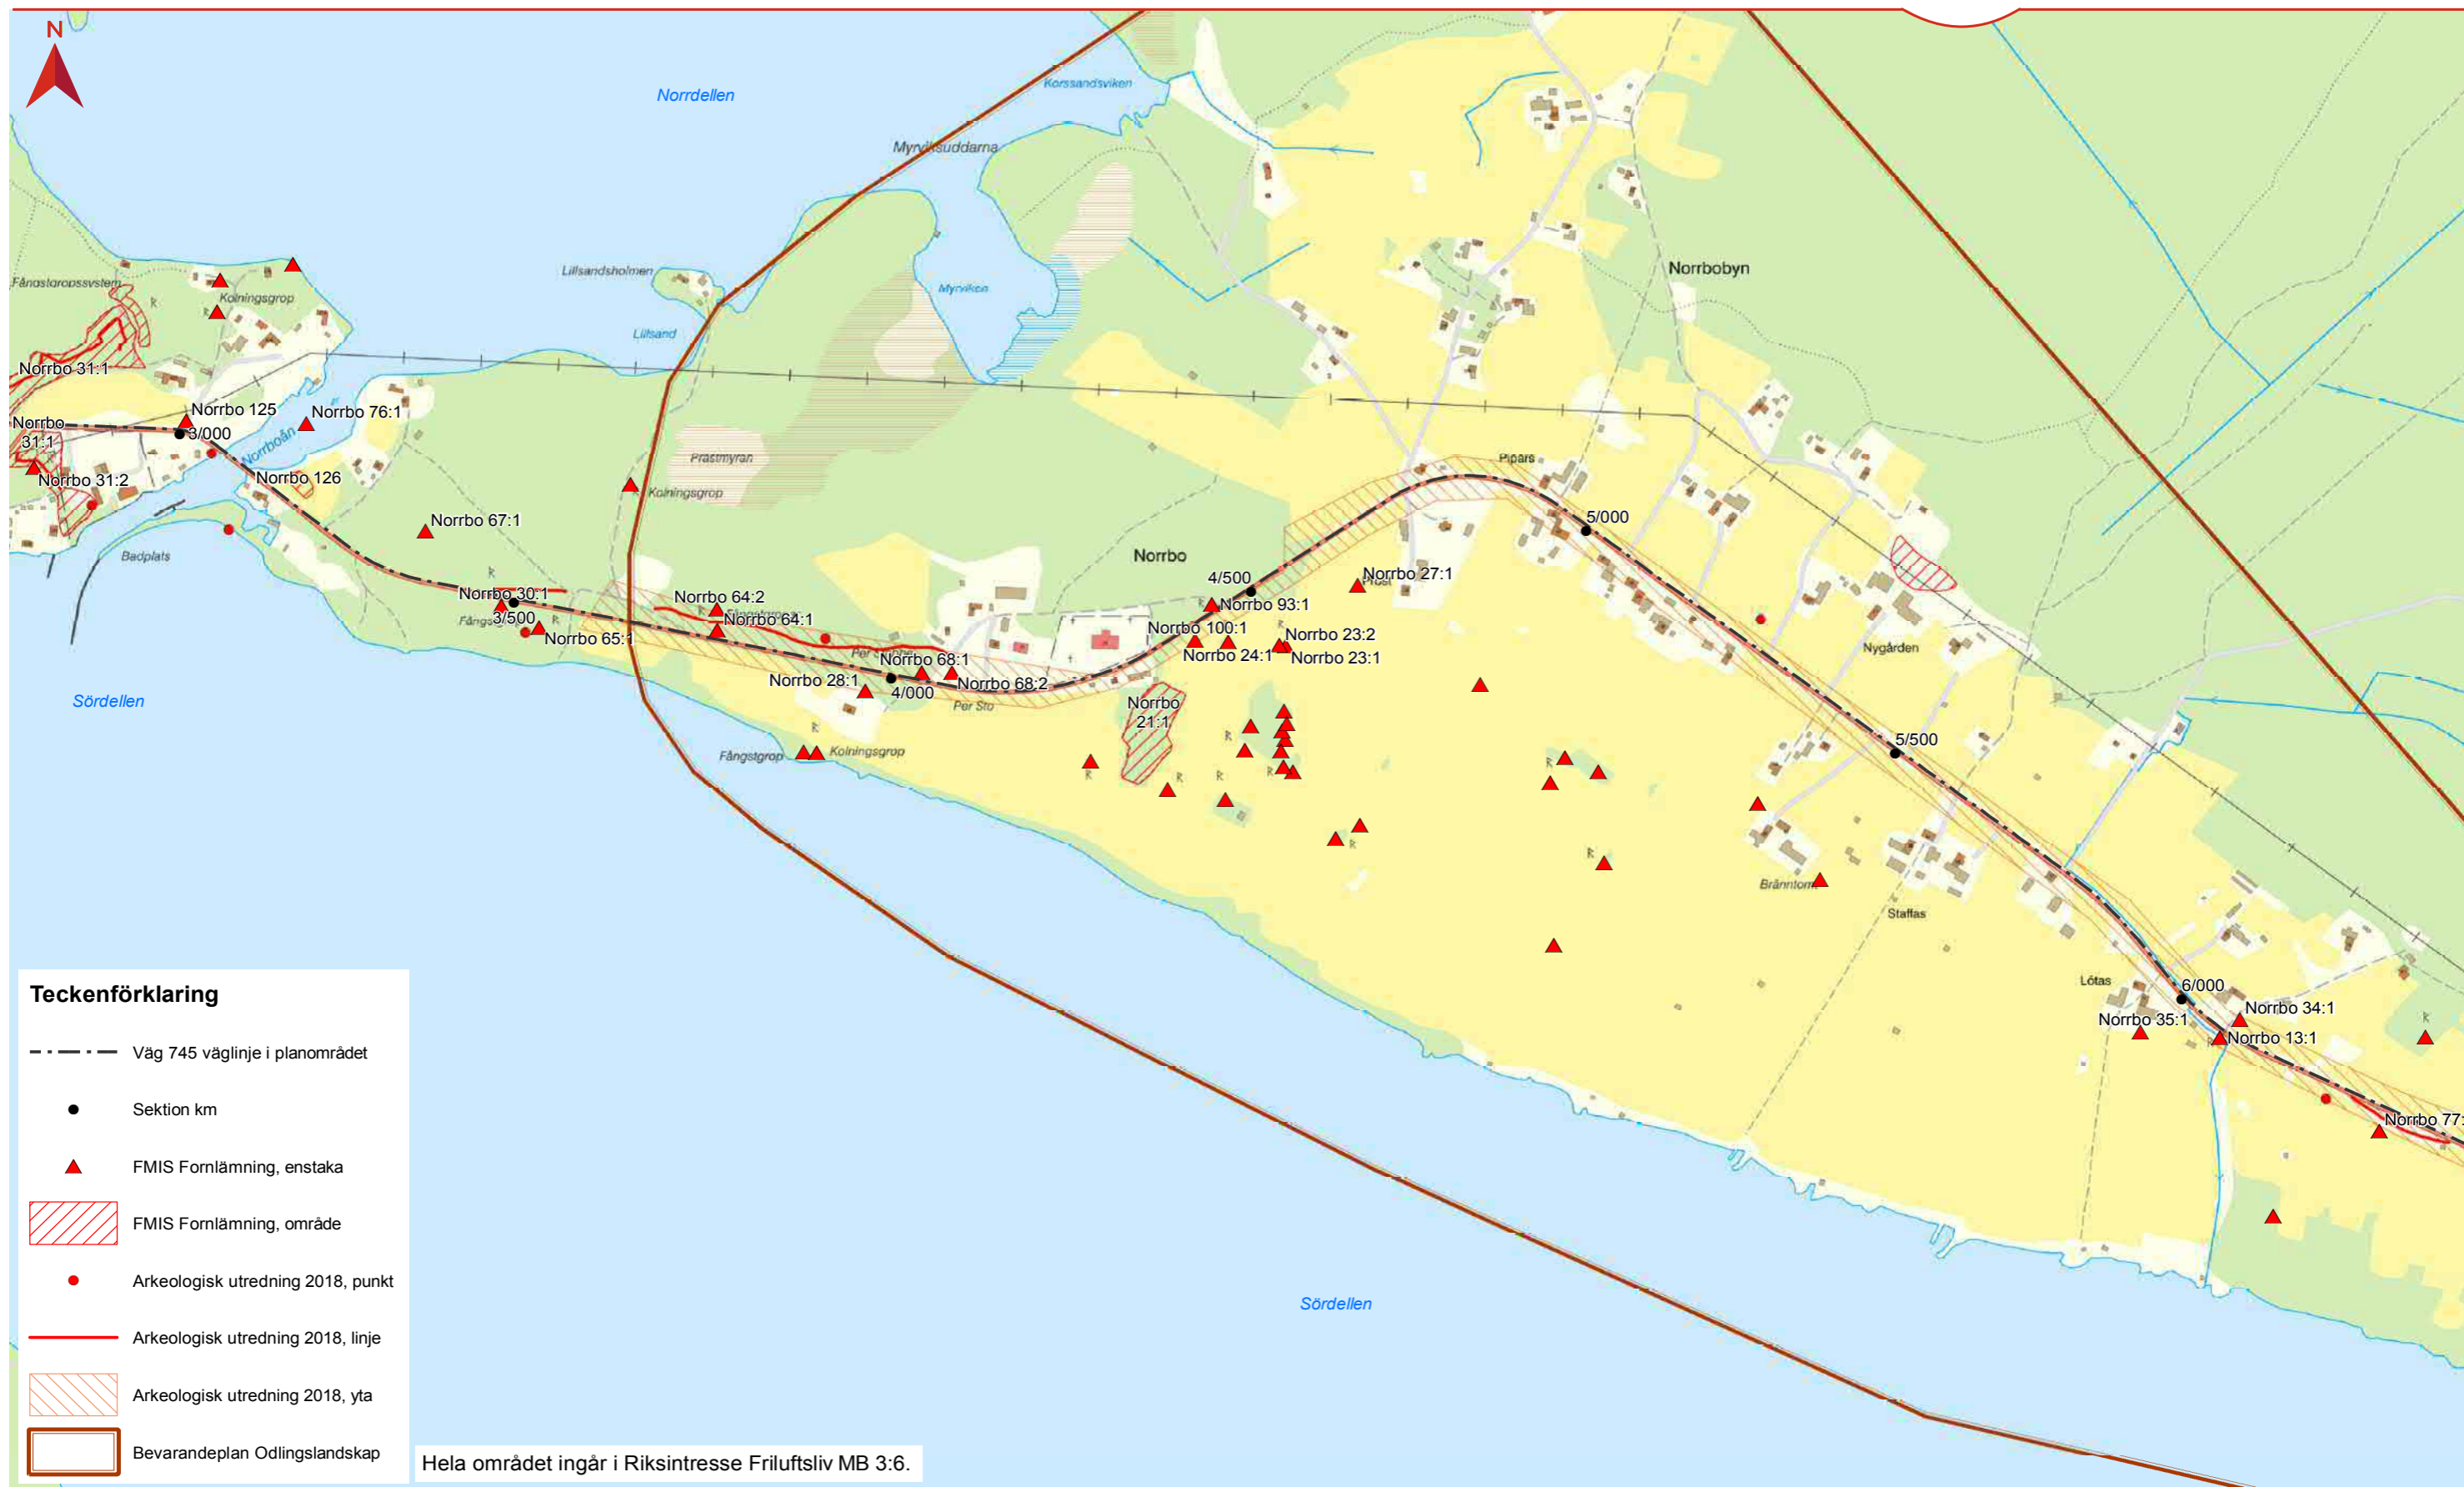 N
Norrdellen
Korssandsviken
Myrviksuddarna
Norrbobyn
Lillsandsholmen
Fångstgropssystem
Kolningsgrop
Myrviken
Lillsand
Norrbo 31:1
Norrbo 125
Norrbo 76:1
Norrbo
31:1
3/000
Norrboån
Prästmyran
Pipars
Norrbo 31:2
Norrbo 126
Kolningsgrop
Norrbo 67:1
5/000
Badplats
Norrbo
4/500
Norrbo 27:1
Norrbo 30:1
Norrbo 64:2
Norrbo 93:1
3/500
Norrbo 64:1
Norrbo 65:1
Norrbo 100:1
Norrbo 23:2
Norrbo 24:1
Norrbo 23:1
Nygården
Norrbo 68:1
Norrbo 28:1
Norrbo 68:2
4/000
Sördellen
Per Sto
Norrbo
21:1
5/500
Fångstgrop
Kolningsgrop
Staffas
Lötas
6/000
Norrbo 34:1
Norrbo 35:1
Norrbo 13:1
Norrbo 77:
Sördellen
Teckenförklaring
Väg 745 väglinje i planområdet
Sektion km
FMIS Fornlämning, enstaka
FMIS Fornlämning, område
Arkeologisk utredning 2018, punkt
Arkeologisk utredning 2018, linje
Arkeologisk utredning 2018, yta
Bevarandeplan Odlingslandskap
Hela området ingår i Riksintresse Friluftsliv MB 3:6.